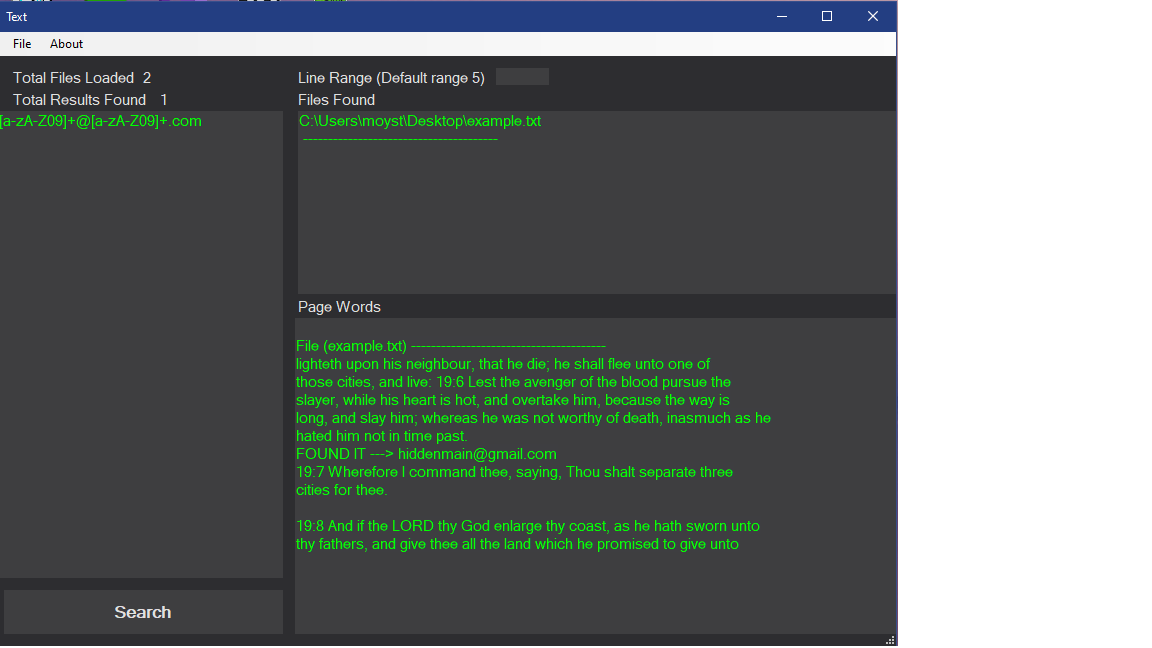 Text
File About
Total Files Loaded 2
Total Results Found 1
[a-zA-Z09]+@[a-zA-Z09]+.com
Search
Line Range (Default range 5)
Files Found
C:\Users\moyst\Desktop\example.txt
---------------------------------------
Page Words
File (example.txt) ---------------------------------------
lighteth upon his neighbour, that he die; he shall flee unto one of
those cities, and live: 19:6 Lest the avenger of the blood pursue the
slayer, while his heart is hot, and overtake him, because the way is
long, and slay him; whereas he was not worthy of death, inasmuch as he
hated him not in time past.
FOUND IT ---> hiddenmain@gmail.com
19:7 Wherefore I command thee, saying, Thou shalt separate three
cities for thee.
19:8 And if the LORD thy God enlarge thy coast, as he hath sworn unto
thy fathers, and give thee all the land which he promised to give unto